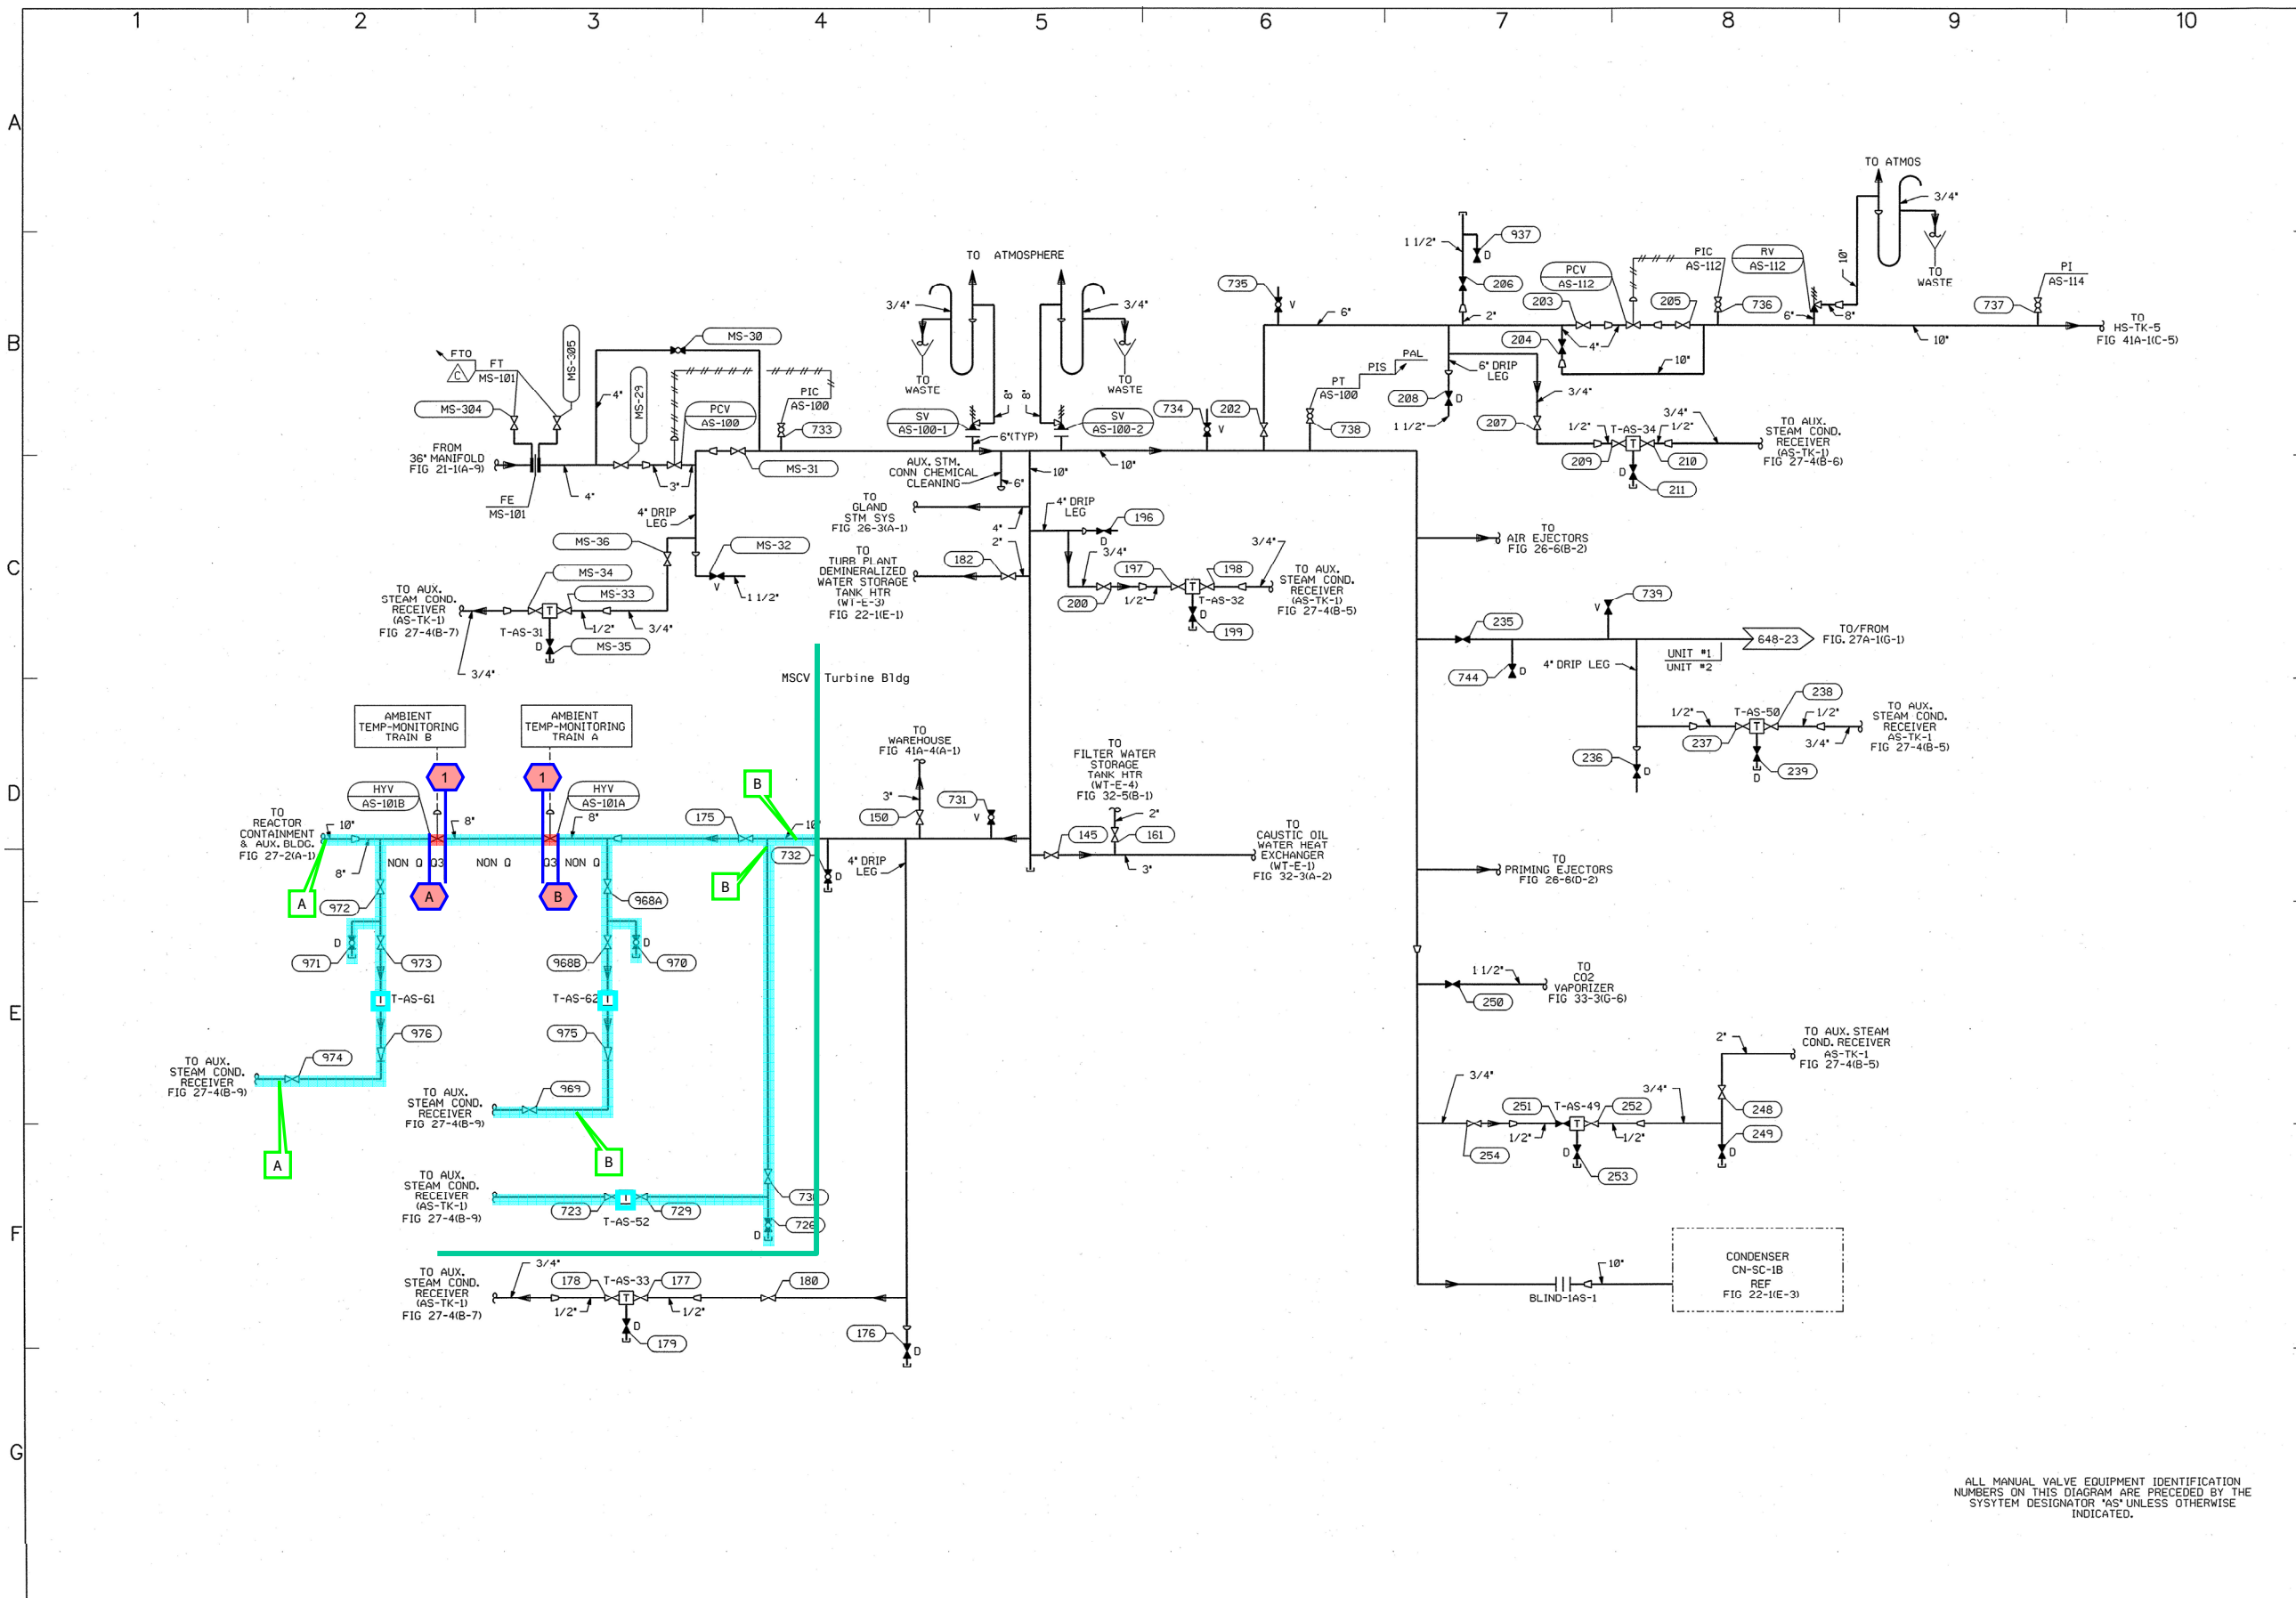 1 2 3 4 5 6 7 8 9 10
A
B
C
D
E
F
G
TO ATMOS
3/4"
10"
TO
WASTE
937
1 1/2"
D
206
2"
PCV
AS-112
PIC
AS-112
RV
AS-112
203
205
736
6"
8"
737
PI
AS-114
TO
HS-TK-5
FIG 41A-1(C-5)
10"
204
4"
10"
735
V
6"
TO ATMOSPHERE
3/4"
3/4"
TO
WASTE
TO
WASTE
8"
8"
SV
AS-100-1
SV
AS-100-2
6"(TYP)
734
V
202
PT
AS-100
PIS
PAL
738
6" DRIP
LEG
208
D
1 1/2"
3/4"
207
1/2"
T-AS-34
1/2"
3/4"
209
210
D
211
TO AUX.
STEAM COND.
RECEIVER
(AS-TK-1)
FIG 27-4(B-6)
MS-30
MS-305
FTO
C
FT
MS-101
MS-304
4"
MS-29
PCV
AS-100
PIC
AS-100
733
FROM
36" MANIFOLD
FIG 21-1(A-9)
FE
MS-101
4"
3"
MS-31
AUX. STM.
CONN CHEMICAL
CLEANING
6"
10"
10"
TO
GLAND
STM SYS
FIG 26-3(A-1)
4"
2"
TO
TURB PLANT
DEMINERALIZED
WATER STORAGE
TANK HTR
(WT-E-3)
FIG 22-1(E-1)
182
4" DRIP
LEG
196
D
3/4"
197
198
3/4"
200
1/2"
T-AS-32
D
199
TO AUX.
STEAM COND.
RECEIVER
(AS-TK-1)
FIG 27-4(B-5)
4" DRIP
LEG
MS-36
MS-32
V
1 1/2"
MS-34
MS-33
TO AUX.
STEAM COND.
RECEIVER
(AS-TK-1)
FIG 27-4(B-7)
T-AS-31
1/2"
3/4"
D
MS-35
3/4"
TO
AIR EJECTORS
FIG 26-6(B-2)
739
V
235
648-23
TO/FROM
FIG. 27A-1(G-1)
UNIT #1
UNIT #2
744
D
4" DRIP LEG
238
1/2"
T-AS-50
1/2"
237
3/4"
236
D
239
D
TO AUX.
STEAM COND.
RECEIVER
AS-TK-1
FIG 27-4(B-5)
MSCV Turbine Bldg
AMBIENT
TEMP-MONITORING
TRAIN B
AMBIENT
TEMP-MONITORING
TRAIN A
1
1
HYV
AS-101B
HYV
AS-101A
B
TO
REACTOR
CONTAINMENT
& AUX. BLDG.
FIG 27-2(A-1)
10"
8"
8"
175
10"
8"
NON Q Q3 NON Q Q3 NON Q
A
A
B
B
732
D
TO
WAREHOUSE
FIG 41A-4(A-1)
3"
150
731
V
4" DRIP
LEG
TO
FILTER WATER
STORAGE
TANK HTR
(WT-E-4)
FIG 32-5(B-1)
2"
145
161
3"
TO
CAUSTIC OIL
WATER HEAT
EXCHANGER
(WT-E-1)
FIG 32-3(A-2)
TO
PRIMING EJECTORS
FIG 26-6(D-2)
972
968A
D
971
973
968B
D
970
T-AS-61
T-AS-62
976
975
974
TO AUX.
STEAM COND.
RECEIVER
FIG 27-4(B-9)
A
969
TO AUX.
STEAM COND.
RECEIVER
FIG 27-4(B-9)
B
TO AUX.
STEAM COND.
RECEIVER
(AS-TK-1)
FIG 27-4(B-9)
723
729
T-AS-52
730
726
D
1 1/2"
250
TO
CO2
VAPORIZER
FIG 33-3(G-6)
2"
TO AUX. STEAM
COND. RECEIVER
AS-TK-1
FIG 27-4(B-5)
3/4"
3/4"
251
T-AS-49
252
248
254
1/2"
1/2"
D
253
249
D
TO AUX.
STEAM COND.
RECEIVER
(AS-TK-1)
FIG 27-4(B-7)
3/4"
178
T-AS-33
177
180
1/2"
1/2"
D
179
176
D
10"
BLIND-1AS-1
CONDENSER
CN-SC-1B
REF
FIG 22-1(E-3)
ALL MANUAL VALVE EQUIPMENT IDENTIFICATION
NUMBERS ON THIS DIAGRAM ARE PRECEDED BY THE
SYSYTEM DESIGNATOR "AS" UNLESS OTHERWISE
INDICATED.